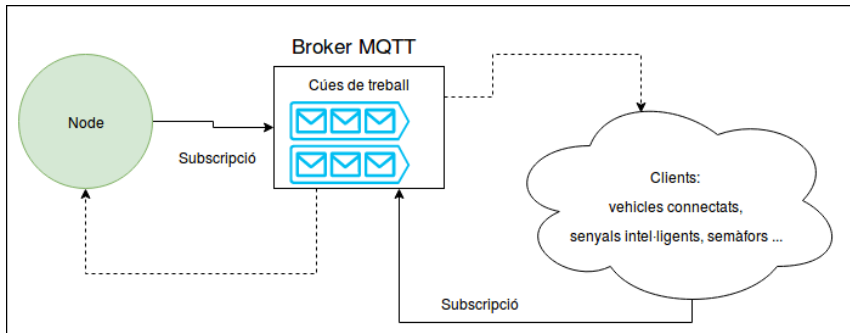 Broker MQTT
Cúes de treball
Node
Subscripció
Clients:
vehicles connectats,
senyals intel·ligents, semàfors ...
Subscripció